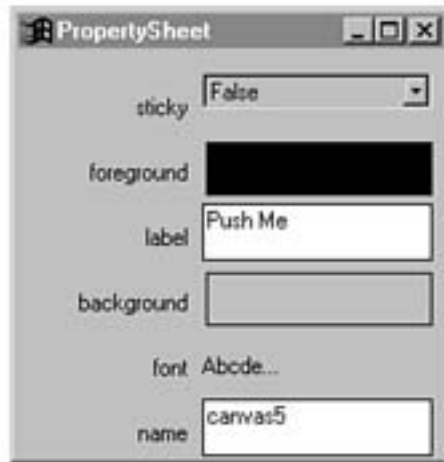 PropertySheet
sticky False
foreground
label Push Me
background
font Abcde...
name canvas5